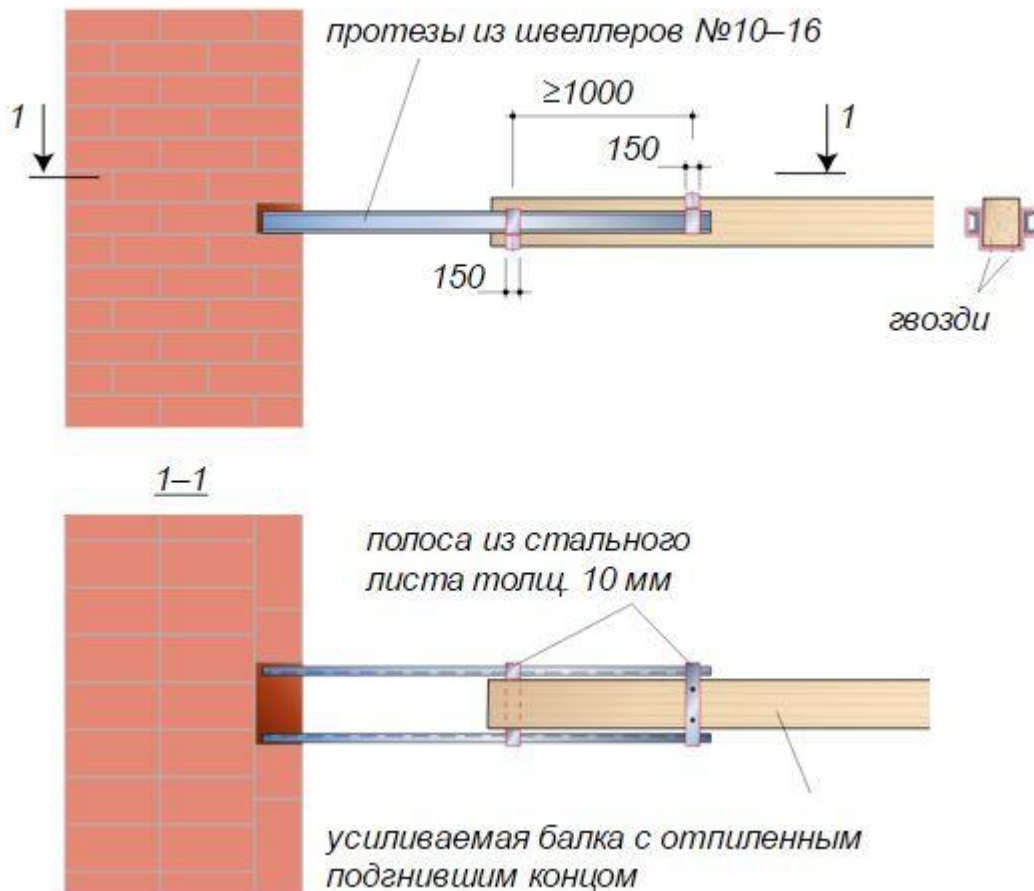 протезы из швеллеров №10–16
≥1000
1
1
150
150
гвозди
1–1
полоса из стального
листа толщ. 10 мм
усиливаемая балка с отпиленным
подгнившим концом